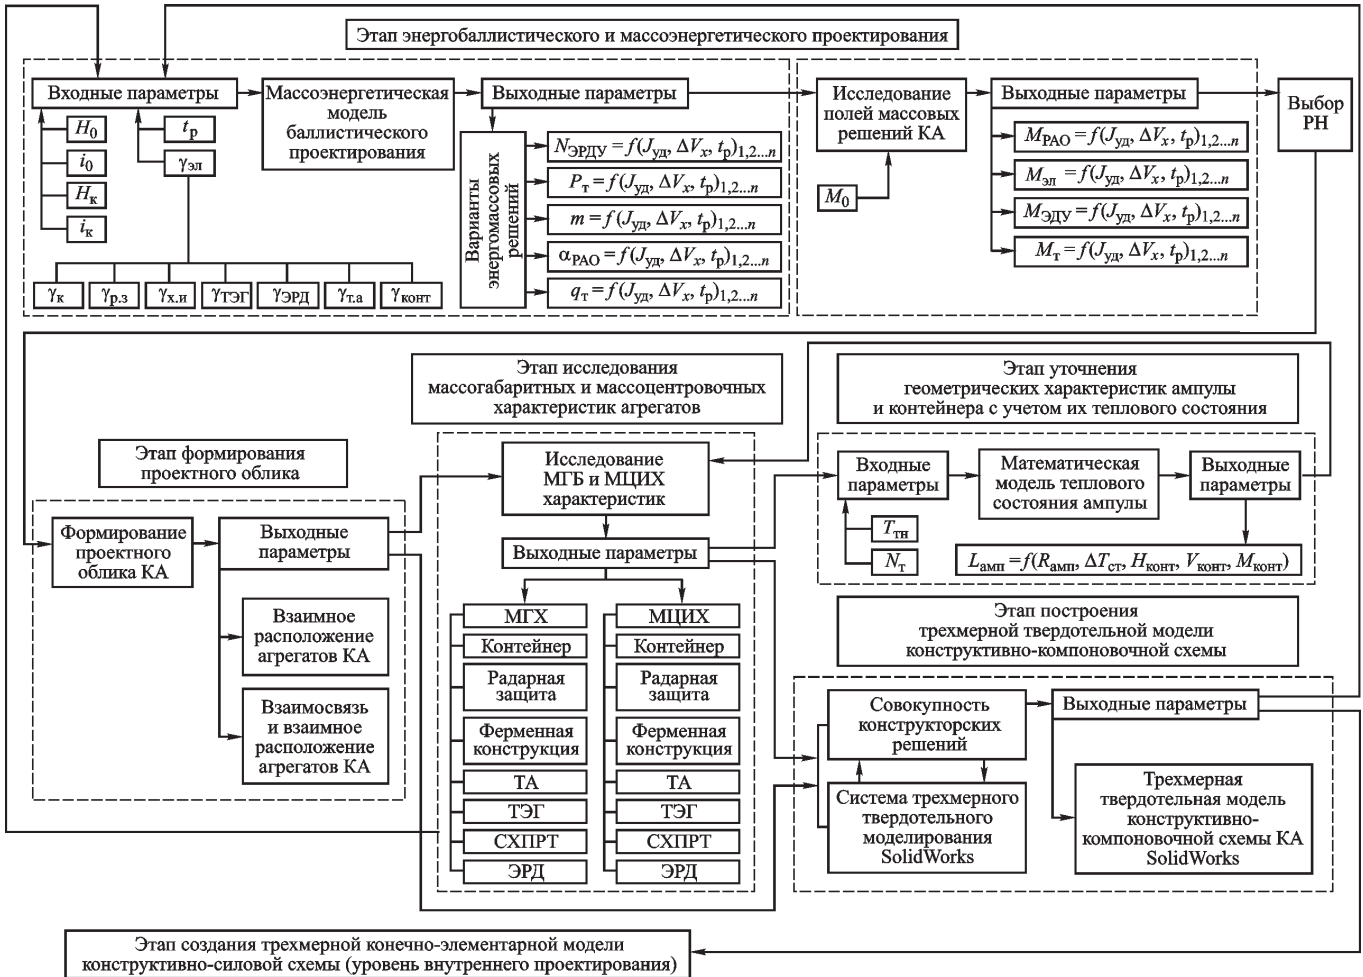 Этап энергобаллистического и массоэнергетического проектирования
Входные параметры
H₀
i₀
Hк
iк
tр
γэл
γк
γр.з
γх.и
γТЭГ
γЭРД
γт.а
γконт
Массоэнергетическая
модель
баллистического
проектирования
Выходные параметры
Варианты
энергомассовых
решений
NЭРДУ = f(Jуд, ΔVx, tр)1,2...n
Pт = f(Jуд, ΔVx, tр)1,2...n
m = f(Jуд, ΔVx, tр)1,2...n
αРАО = f(Jуд, ΔVx, tр)1,2...n
qт = f(Jуд, ΔVx, tр)1,2...n
Исследование
полей массовых
решений КА
M₀
Выходные параметры
MРАО = f(Jуд, ΔVx, tр)1,2...n
Mэл = f(Jуд, ΔVx, tр)1,2...n
MЭДУ = f(Jуд, ΔVx, tр)1,2...n
Mт = f(Jуд, ΔVx, tр)1,2...n
Выбор
РН
Этап формирования
проектного облика
Формирование
проектного
облика КА
Выходные
параметры
Взаимное
расположение
агрегатов КА
Взаимосвязь
и взаимное
расположение
агрегатов КА
Этап исследования
массогабаритных и массоцентровочных
характеристик агрегатов
Исследование
МГБ и МЦИХ
характеристик
Выходные параметры
МГХ
Контейнер
Радарная
защита
Ферменная
конструкция
ТА
ТЭГ
СХПРТ
ЭРД
МЦИХ
Контейнер
Радарная
защита
Ферменная
конструкция
ТА
ТЭГ
СХПРТ
ЭРД
Этап уточнения
геометрических характеристик ампулы
и контейнера с учетом их теплового состояния
Входные
параметры
Tтн
Nт
Математическая
модель теплового
состояния ампулы
Выходные
параметры
Lамп = f(Rамп, ΔTст, Hконт, Vконт, Mконт)
Этап построения
трехмерной твердотельной модели
конструктивно-компоновочной схемы
Совокупность
конструкторских
решений
Система трехмерного
твердотельного
моделирования
SolidWorks
Выходные параметры
Трехмерная
твердотельная модель
конструктивно-
компоновочной схемы КА
SolidWorks
Этап создания трехмерной конечно-элементарной модели
конструктивно-силовой схемы (уровень внутреннего проектирования)